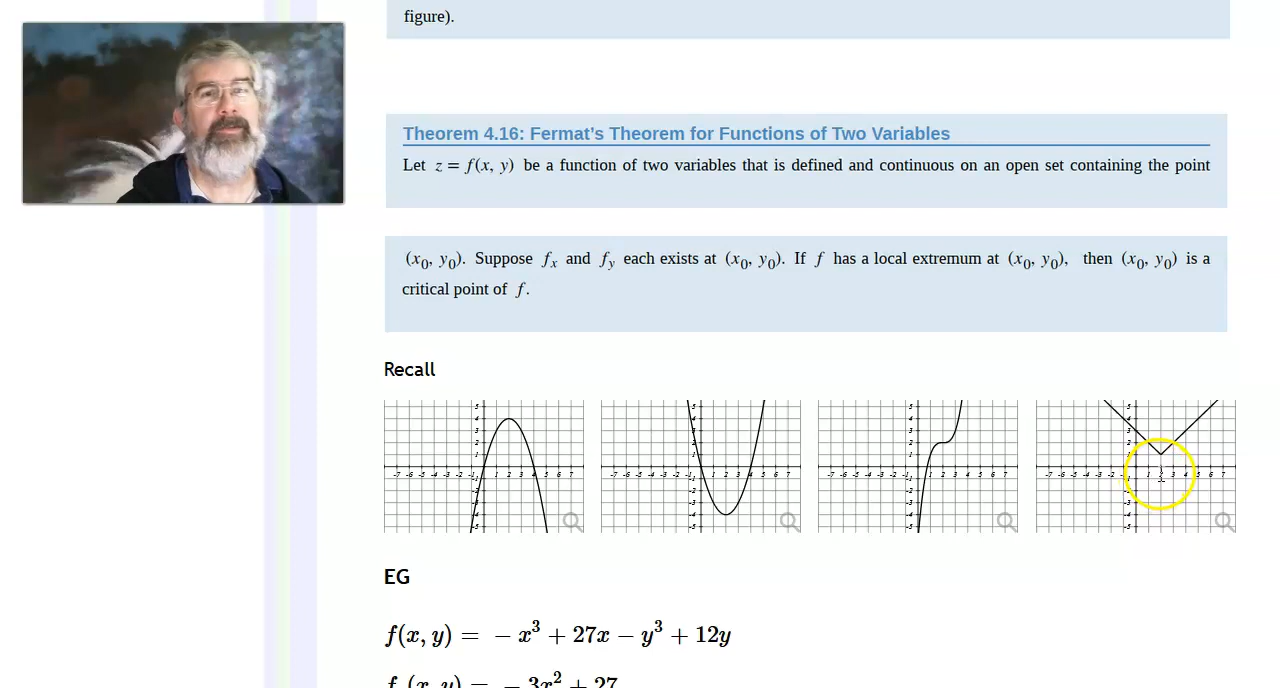 figure).
Theorem 4.16: Fermat's Theorem for Functions of Two Variables
Let z = f(x, y) be a function of two variables that is defined and continuous on an open set containing the point
(x₀, y₀). Suppose fₓ and f_y each exists at (x₀, y₀). If f has a local extremum at (x₀, y₀), then (x₀, y₀) is a
critical point of f.
Recall
EG
f(x, y) = − x³ + 27x − y³ + 12y
f (x, y) = − 3x² + 27